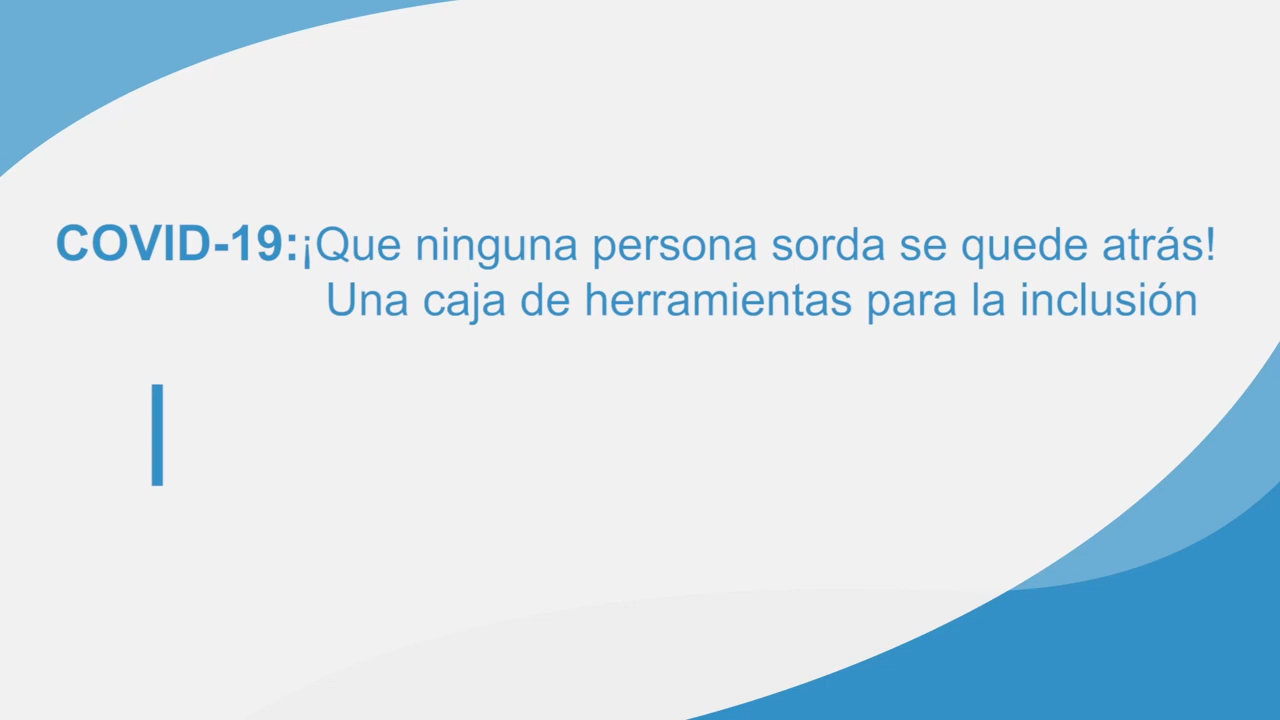 COVID-19:¡Que ninguna persona sorda se quede atrás!
Una caja de herramientas para la inclusión